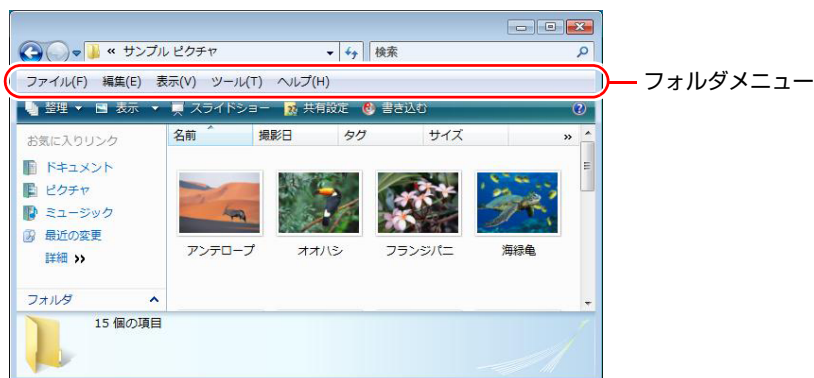 « サンプル ピクチャ 検索
ファイル(F) 編集(E) 表示(V) ツール(T) ヘルプ(H)
フォルダメニュー
整理 表示 スライドショー 共有設定 書き込む
お気に入りリンク
名前 撮影日 タグ サイズ »
ドキュメント
ピクチャ
ミュージック
最近の変更
詳細 »
アンテロープ オオハシ フランジパニ 海緑亀
フォルダ
15 個の項目